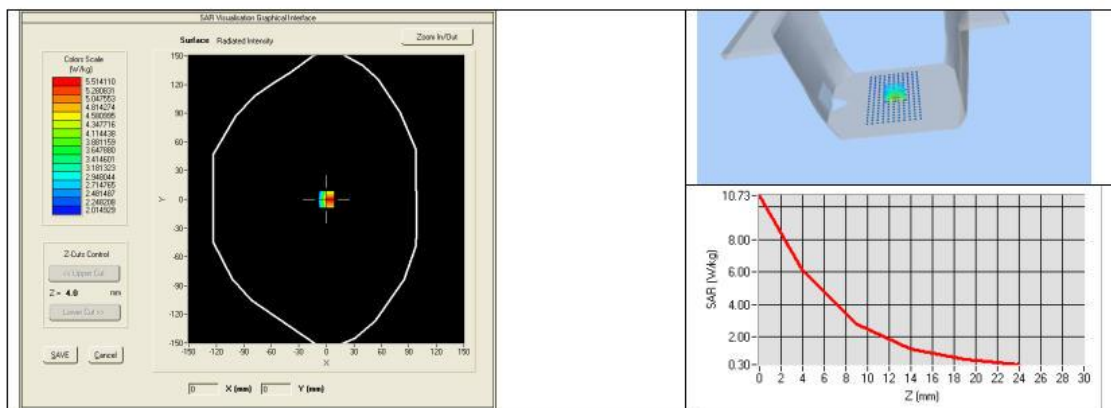 SAR Visualisation Graphical Interface
Surface Radiated Intensity
Zoom In/Out
Colors Scale
(W/kg)
5.514110
5.280831
5.047553
4.814274
4.580995
4.347716
4.114438
3.881159
3.647880
3.414601
3.181323
2.948044
2.714765
2.481487
2.248208
2.014929
Z-Cuts Control
<< Upper Cut
Z = 4.0 mm
Lower Cut >>
SAVE Cancel
150-
120-
90-
60-
30-
Y 0-
-30-
-60-
-90-
-120-
-150-
-150 -120 -90 -60 -30 0 30 60 90 120 150
X
0 X (mm) 0 Y (mm)
10.73
8.00
6.00
4.00
2.00
0.30
SAR (W/kg)
0 2 4 6 8 10 12 14 16 18 20 22 24 26 28 30
Z (mm)